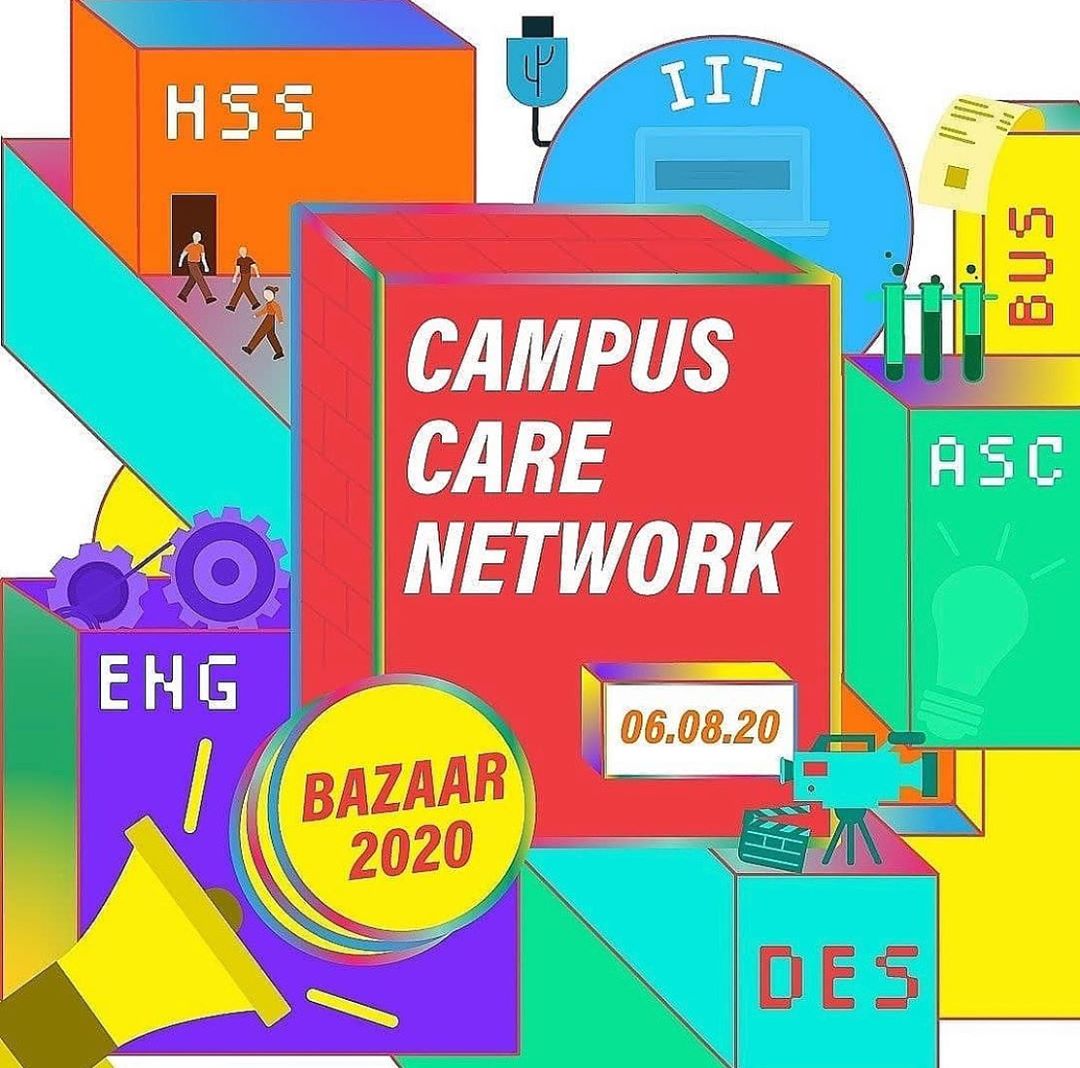 HSS
IIT
BUS
CAMPUS
CARE
NETWORK
ASC
ENG
06.08.20
BAZAAR
2020
DES